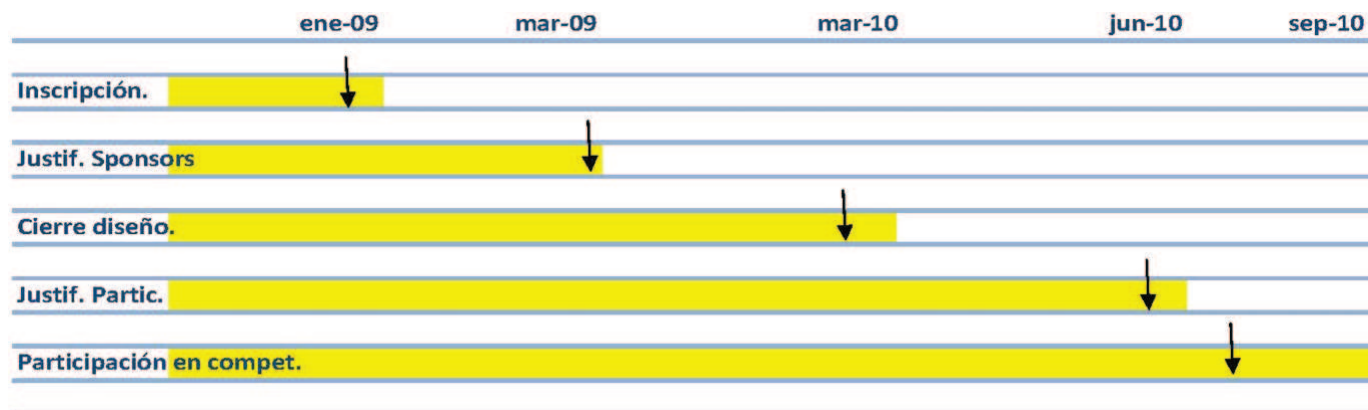 ene-09 mar-09 mar-10 jun-10 sep-10
Inscripción.
Justif. Sponsors
Cierre diseño.
Justif. Partic.
Participación en compet.